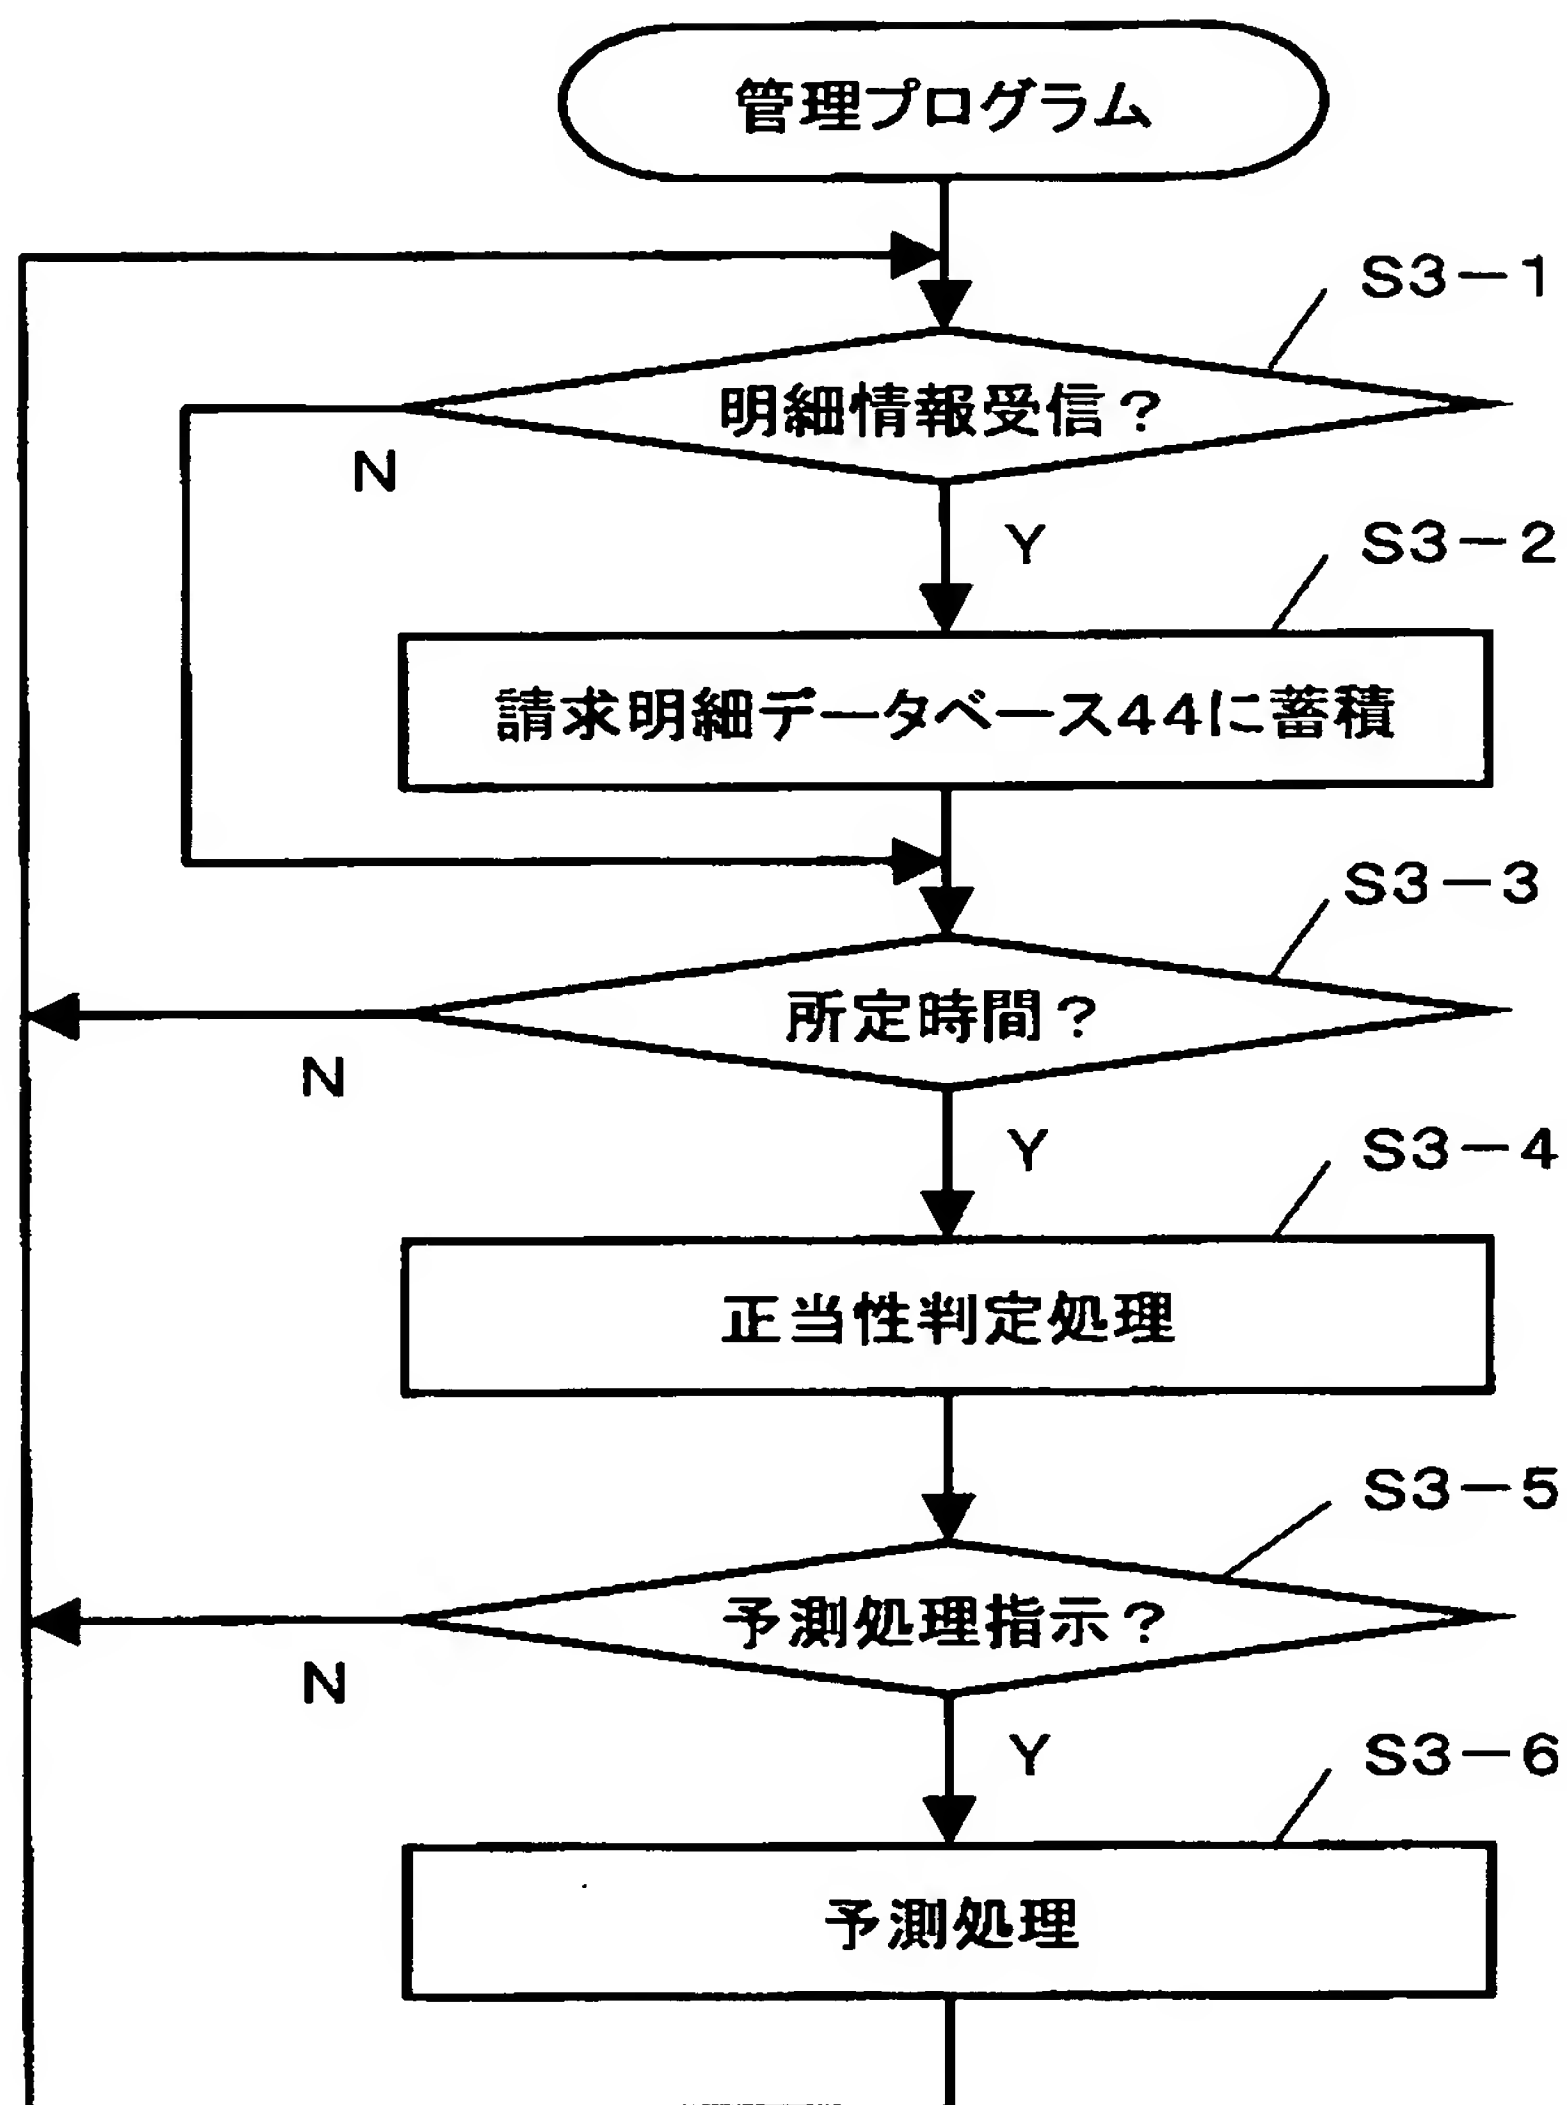 管理プログラム
S3-1
明細情報受信?
N
Y
S3-2
請求明細データベース44に蓄積
S3-3
所定時間?
N
Y
S3-4
正当性判定処理
S3-5
予測処理指示?
N
Y
S3-6
予測処理